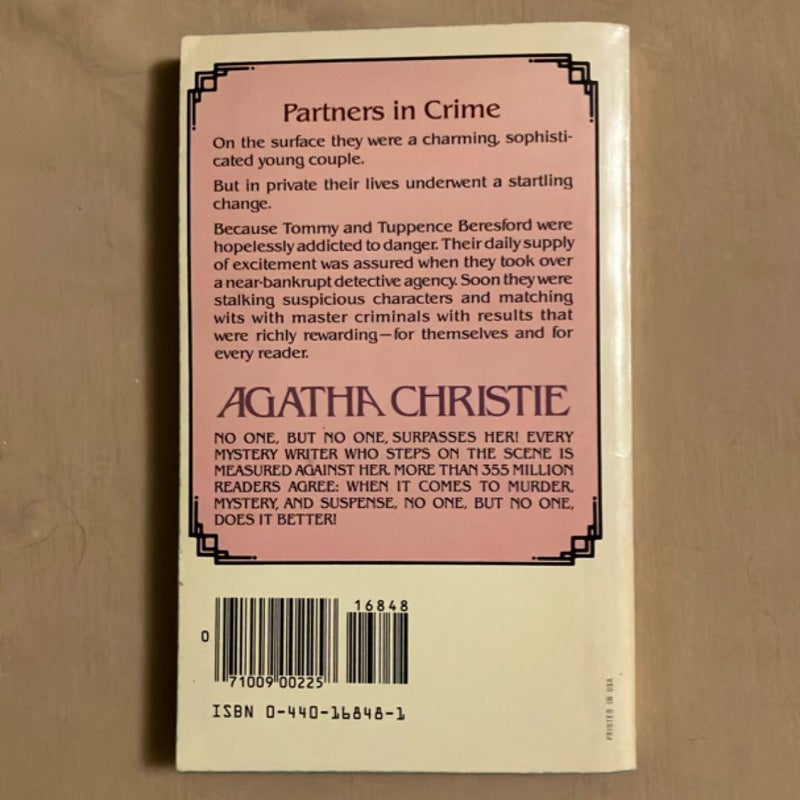 Partners in Crime
On the surface they were a charming, sophisti-
cated young couple.
But in private their lives underwent a startling
change.
Because Tommy and Tuppence Beresford were
hopelessly addicted to danger. Their daily supply
of excitement was assured when they took over
a near-bankrupt detective agency. Soon they were
stalking suspicious characters and matching
wits with master criminals with results that
were richly rewarding—for themselves and for
every reader.
AGATHA CHRISTIE
NO ONE, BUT NO ONE, SURPASSES HER! EVERY
MYSTERY WRITER WHO STEPS ON THE SCENE IS
MEASURED AGAINST HER. MORE THAN 355 MILLION
READERS AGREE: WHEN IT COMES TO MURDER,
MYSTERY, AND SUSPENSE, NO ONE, BUT NO ONE,
DOES IT BETTER!
16848
0
71009 00225
ISBN 0-440-16848-1
PRINTED IN USA